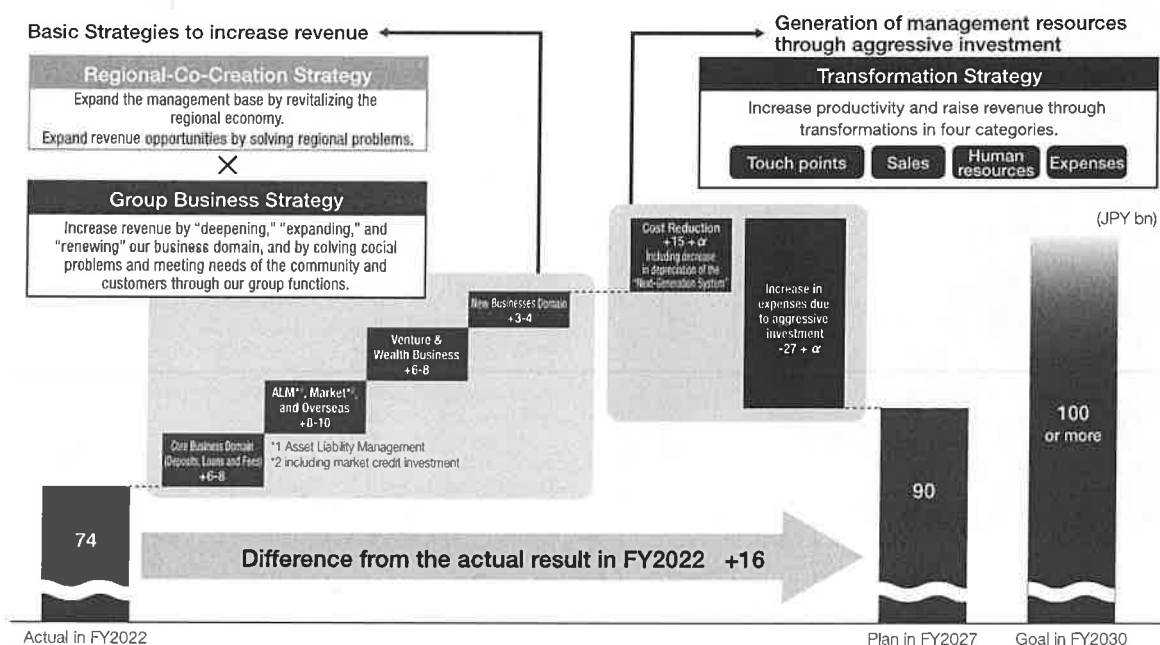 Basic Strategies to increase revenue
Regional-Co-Creation Strategy
Expand the management base by revitalizing the
regional economy.
Expand revenue opportunities by solving regional problems.
×
Group Business Strategy
Increase revenue by "deepening," "expanding," and
"renewing" our business domain, and by solving social
problems and meeting needs of the community and
customers through our group functions.
Generation of management resources
through aggressive investment
Transformation Strategy
Increase productivity and raise revenue through
transformations in four categories.
Touch points
Sales
Human
resources
Expenses
(JPY bn)
Cost Reduction
+15 + α
Including decrease
in depreciation of the
"Next-Generation System"
Increase in
expenses due
to aggressive
investment
-27 + α
New Businesses Domain
+3-4
Venture &
Wealth Business
+6-8
ALM*1, Market*2,
and Overseas
+8-10
Core Business Domain
(Deposits, Loans and Fees)
+6-8
*1 Asset Liability Management
*2 including market credit investment
74
90
100
or more
Difference from the actual result in FY2022 +16
Actual in FY2022
Plan in FY2027
Goal in FY2030